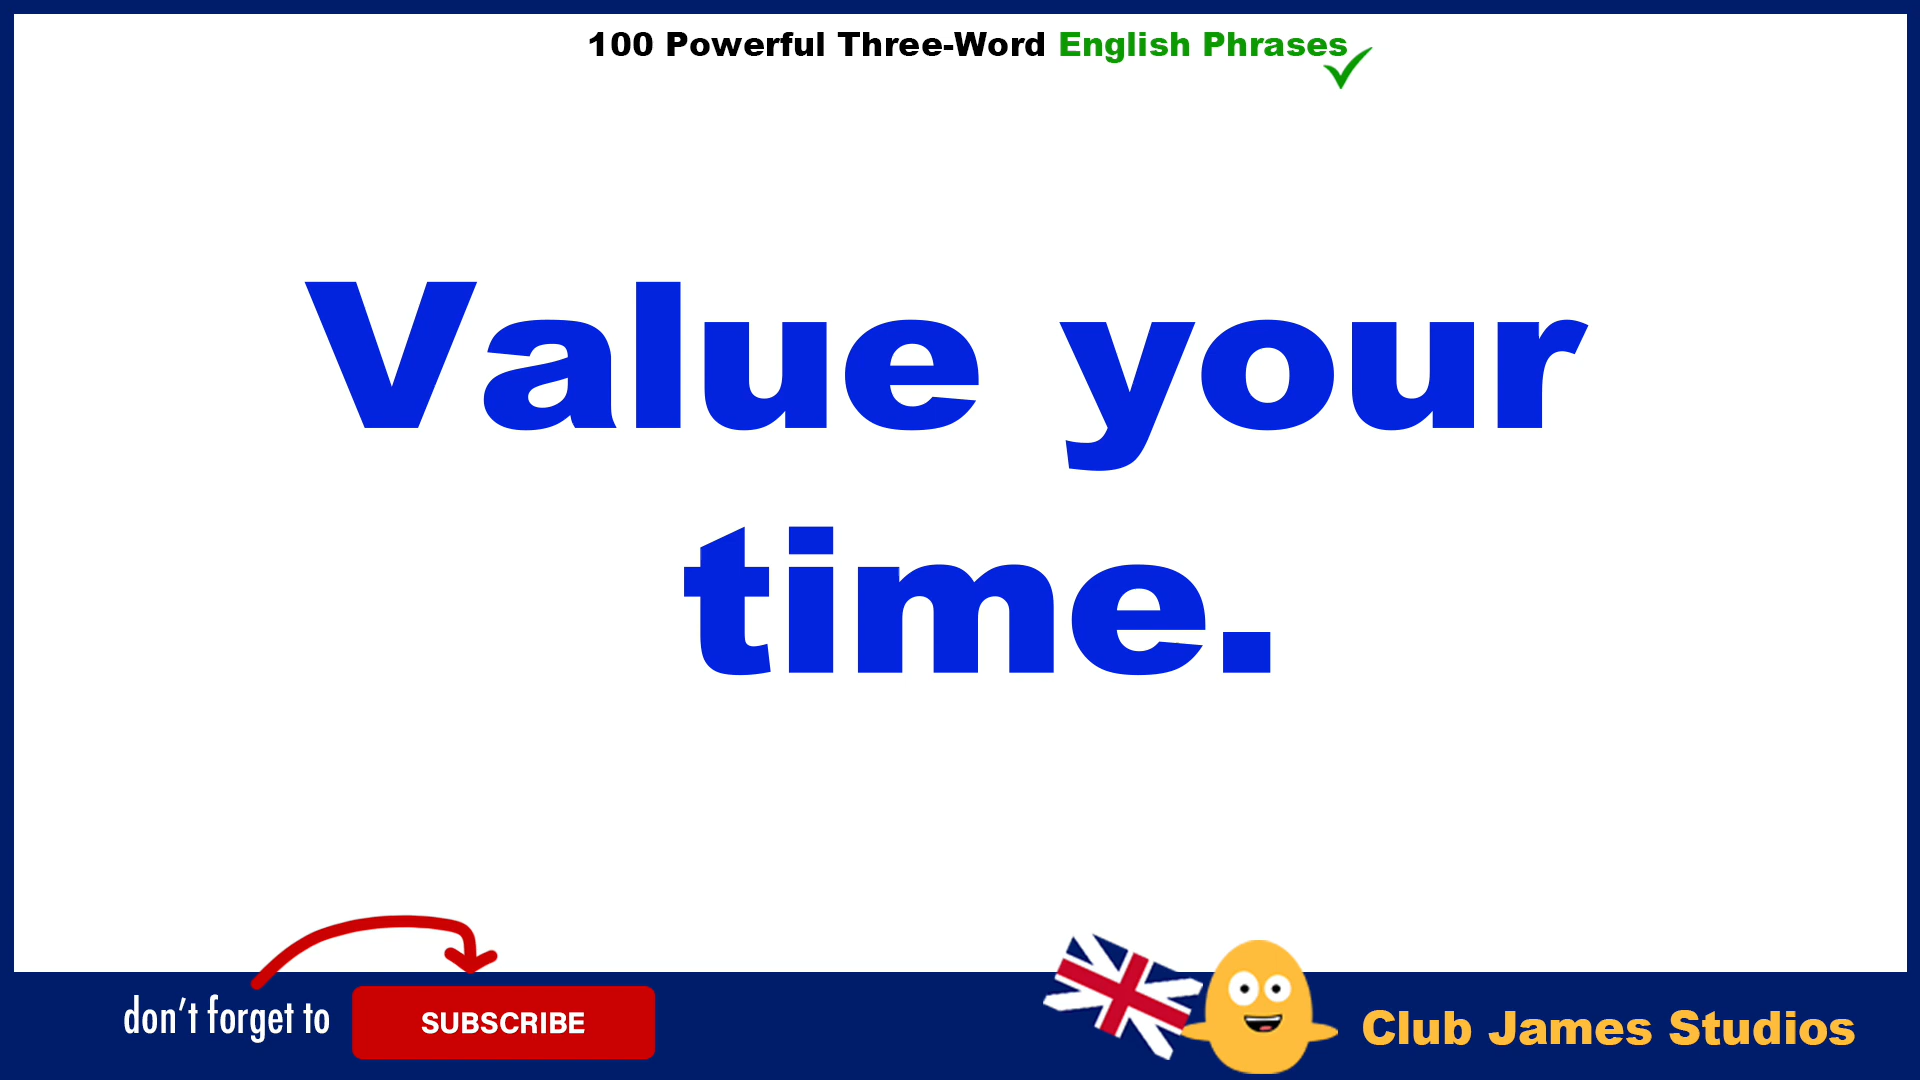 100 Powerful Three-Word English Phrases
Value your
time.
don't forget to
SUBSCRIBE
Club James Studios